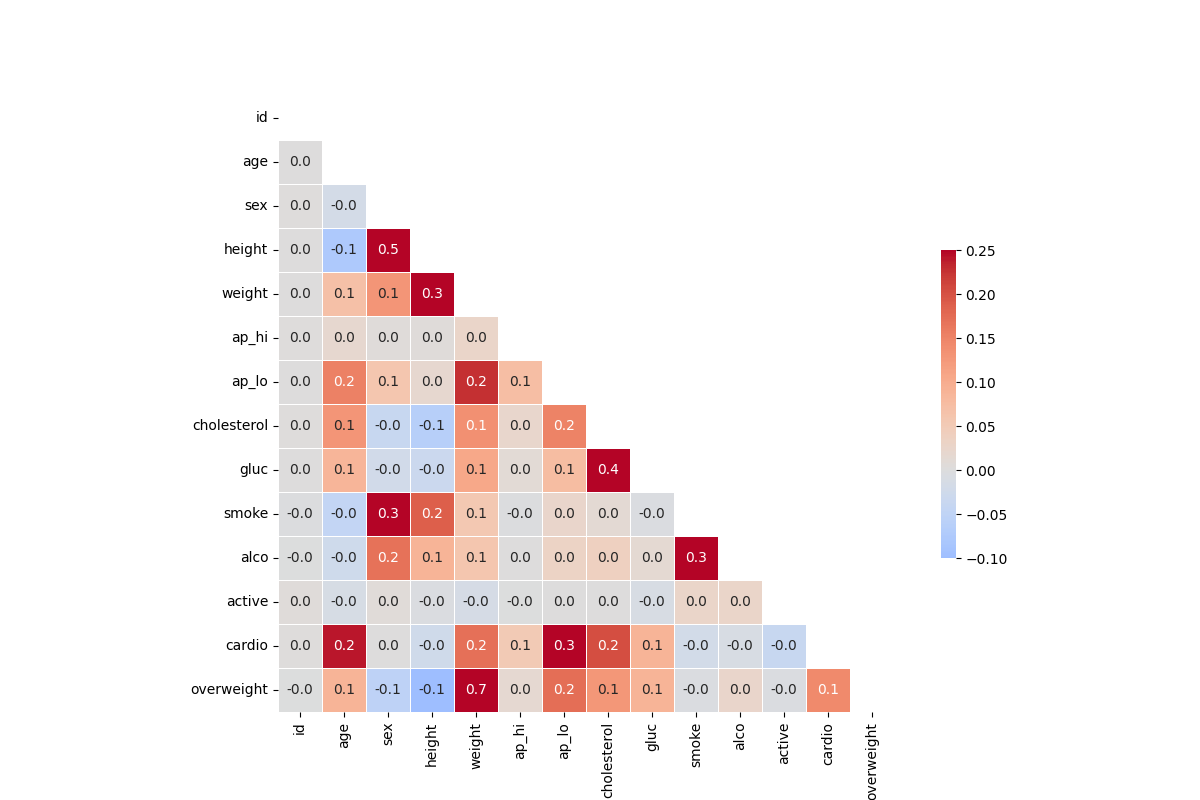 id
age 0.0
sex 0.0 -0.0
height 0.0 -0.1 0.5
weight 0.0 0.1 0.1 0.3
ap_hi 0.0 0.0 0.0 0.0 0.0
ap_lo 0.0 0.2 0.1 0.0 0.2 0.1
cholesterol 0.0 0.1 -0.0 -0.1 0.1 0.0 0.2
gluc 0.0 0.1 -0.0 -0.0 0.1 0.0 0.1 0.4
smoke -0.0 -0.0 0.3 0.2 0.1 -0.0 0.0 0.0 -0.0
alco -0.0 -0.0 0.2 0.1 0.1 0.0 0.0 0.0 0.0 0.3
active 0.0 -0.0 0.0 -0.0 -0.0 -0.0 0.0 0.0 -0.0 0.0 0.0
cardio 0.0 0.2 0.0 -0.0 0.2 0.1 0.3 0.2 0.1 -0.0 -0.0 -0.0
overweight -0.0 0.1 -0.1 -0.1 0.7 0.0 0.2 0.1 0.1 -0.0 0.0 -0.0 0.1
id age sex height weight ap_hi ap_lo cholesterol gluc smoke alco active cardio overweight
0.25
0.20
0.15
0.10
0.05
0.00
−0.05
−0.10